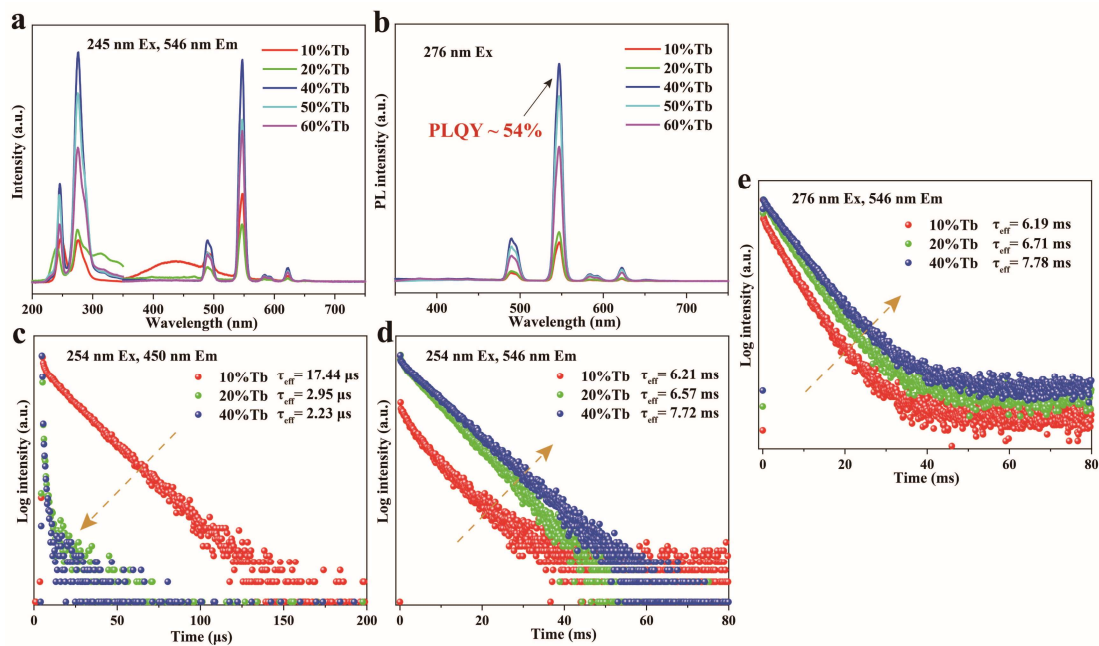 a
245 nm Ex, 546 nm Em
10%Tb
20%Tb
40%Tb
50%Tb
60%Tb
Intensity (a.u.)
200 300 400 500 600 700
Wavelength (nm)
b
276 nm Ex
10%Tb
20%Tb
40%Tb
50%Tb
60%Tb
PLQY ~ 54%
PL intensity (a.u.)
400 500 600 700
Wavelength (nm)
c
254 nm Ex, 450 nm Em
10%Tb τeff= 17.44 μs
20%Tb τeff= 2.95 μs
40%Tb τeff= 2.23 μs
Log intensity (a.u.)
0 50 100 150 200
Time (μs)
d
254 nm Ex, 546 nm Em
10%Tb τeff= 6.21 ms
20%Tb τeff= 6.57 ms
40%Tb τeff= 7.72 ms
Log intensity (a.u.)
0 20 40 60 80
Time (ms)
e
276 nm Ex, 546 nm Em
10%Tb τeff= 6.19 ms
20%Tb τeff= 6.71 ms
40%Tb τeff= 7.78 ms
Log intensity (a.u.)
0 20 40 60 80
Time (ms)